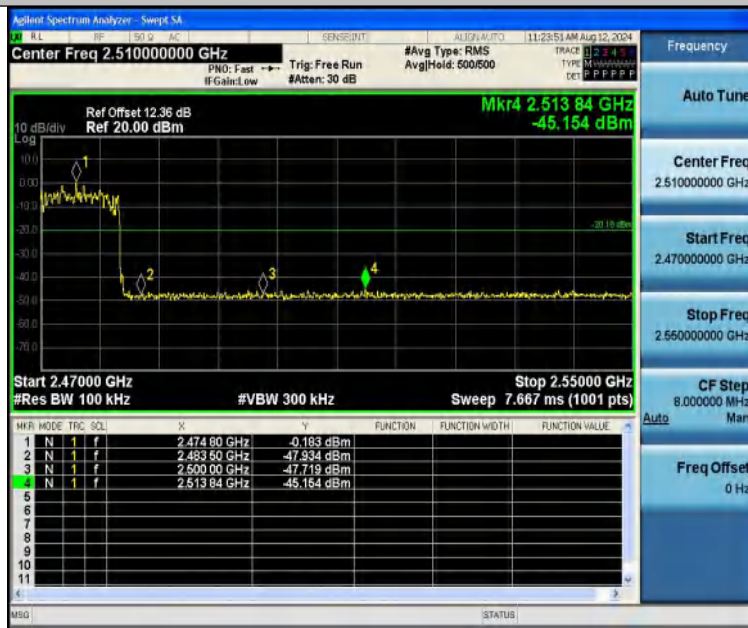 Agilent Spectrum Analyzer - Swept SA
RL RF 50 Ω AC SENSE:INT ALIGN AUTO 11:23:51 AM Aug 12, 2024
Center Freq 2.510000000 GHz
PNO: Fast
IFGain:Low
Trig: Free Run
#Atten: 30 dB
#Avg Type: RMS
Avg|Hold: 500/500
TRACE 1 2 3 4 5
TYPE M
DET P P P P P P
Ref Offset 12.36 dB
Ref 20.00 dBm
10 dB/div
Log
Mkr4 2.513 84 GHz
-45.154 dBm
10.0
0.00
-10.0
-20.0
-30.0
-40.0
-50.0
-60.0
-70.0
1
2
3
4
-20.18 dBm
Start 2.47000 GHz Stop 2.55000 GHz
#Res BW 100 kHz #VBW 300 kHz Sweep 7.667 ms (1001 pts)
MKR MODE TRC SCL X Y FUNCTION FUNCTION WIDTH FUNCTION VALUE
1 N 1 f 2.474 80 GHz -0.183 dBm
2 N 1 f 2.483 50 GHz -47.934 dBm
3 N 1 f 2.500 00 GHz -47.719 dBm
4 N 1 f 2.513 84 GHz -45.154 dBm
5
6
7
8
9
10
11
MSG STATUS
Frequency
Auto Tune
Center Freq
2.510000000 GHz
Start Freq
2.470000000 GHz
Stop Freq
2.550000000 GHz
CF Step
8.000000 MHz
Auto Man
Freq Offset
0 Hz